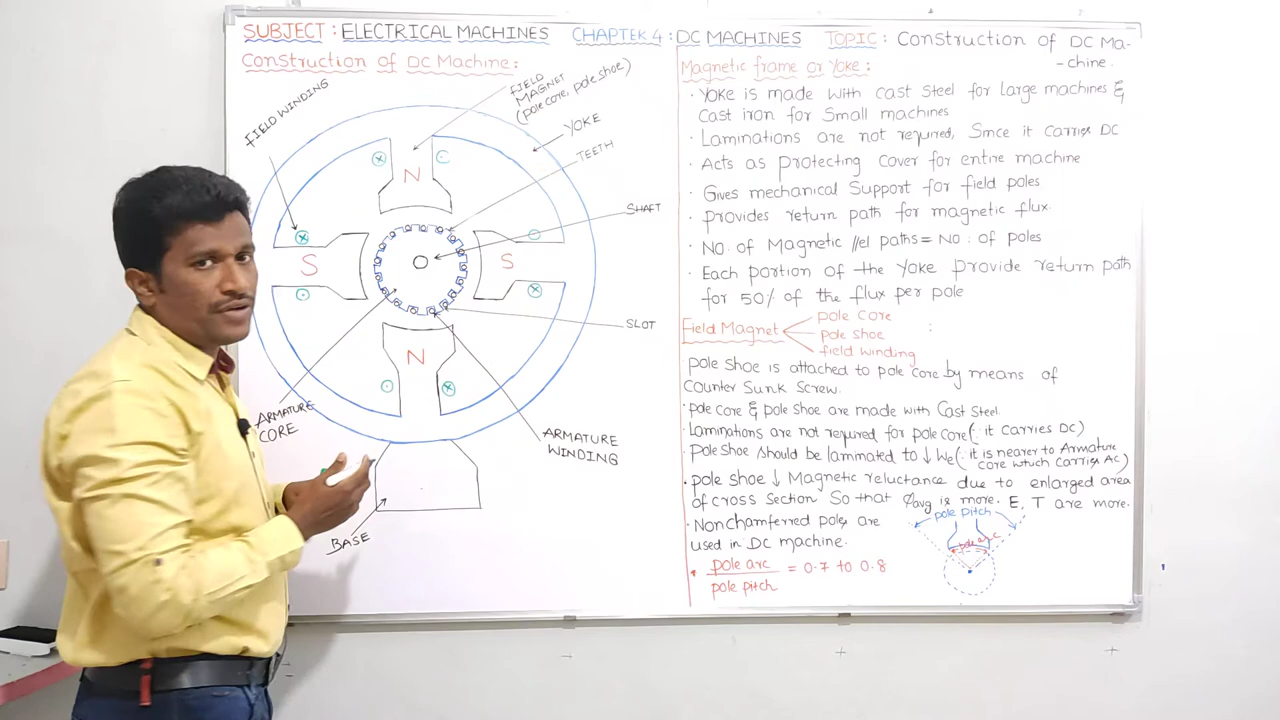 SUBJECT : ELECTRICAL MACHINES CHAPTER 4 : DC MACHINES TOPIC : Construction of DC Ma-
-chine.
Construction of DC Machine :
FIELD WINDING
FIELD
MAGNET
(pole core, pole shoe)
YOKE
TEETH
SHAFT
SLOT
N
S
S
N
ARMATURE
CORE
ARMATURE
WINDING
BASE
Magnetic frame or Yoke :
· Yoke is made with cast Steel for large machines &
Cast iron for Small machines
· Laminations are not required, Since it Carries DC
· Acts as protecting cover for entire machine
· Gives mechanical Support for field poles
· provides return path for magnetic flux.
· No. of Magnetic //el paths = No : of poles
· Each portion of the Yoke provide return path
for 50% of the flux per pole
Field Magnet
pole core
pole shoe
field winding
:
· pole Shoe is attached to pole core by means of
Counter Sunk Screw.
· pole core & pole shoe are made with Cast Steel.
· Laminations are not required for pole core (∵ it carries DC)
· pole shoe should be laminated to ↓ We (∵ it is nearer to Armature
core which carries AC)
· pole shoe ↓ Magnetic reluctance due to enlarged area
of cross Section So that φavg is more. E, T are more.
· Non chamferred poles are
used in DC machine.
pole pitch
pole arc
· pole arc / pole pitch = 0.7 to 0.8